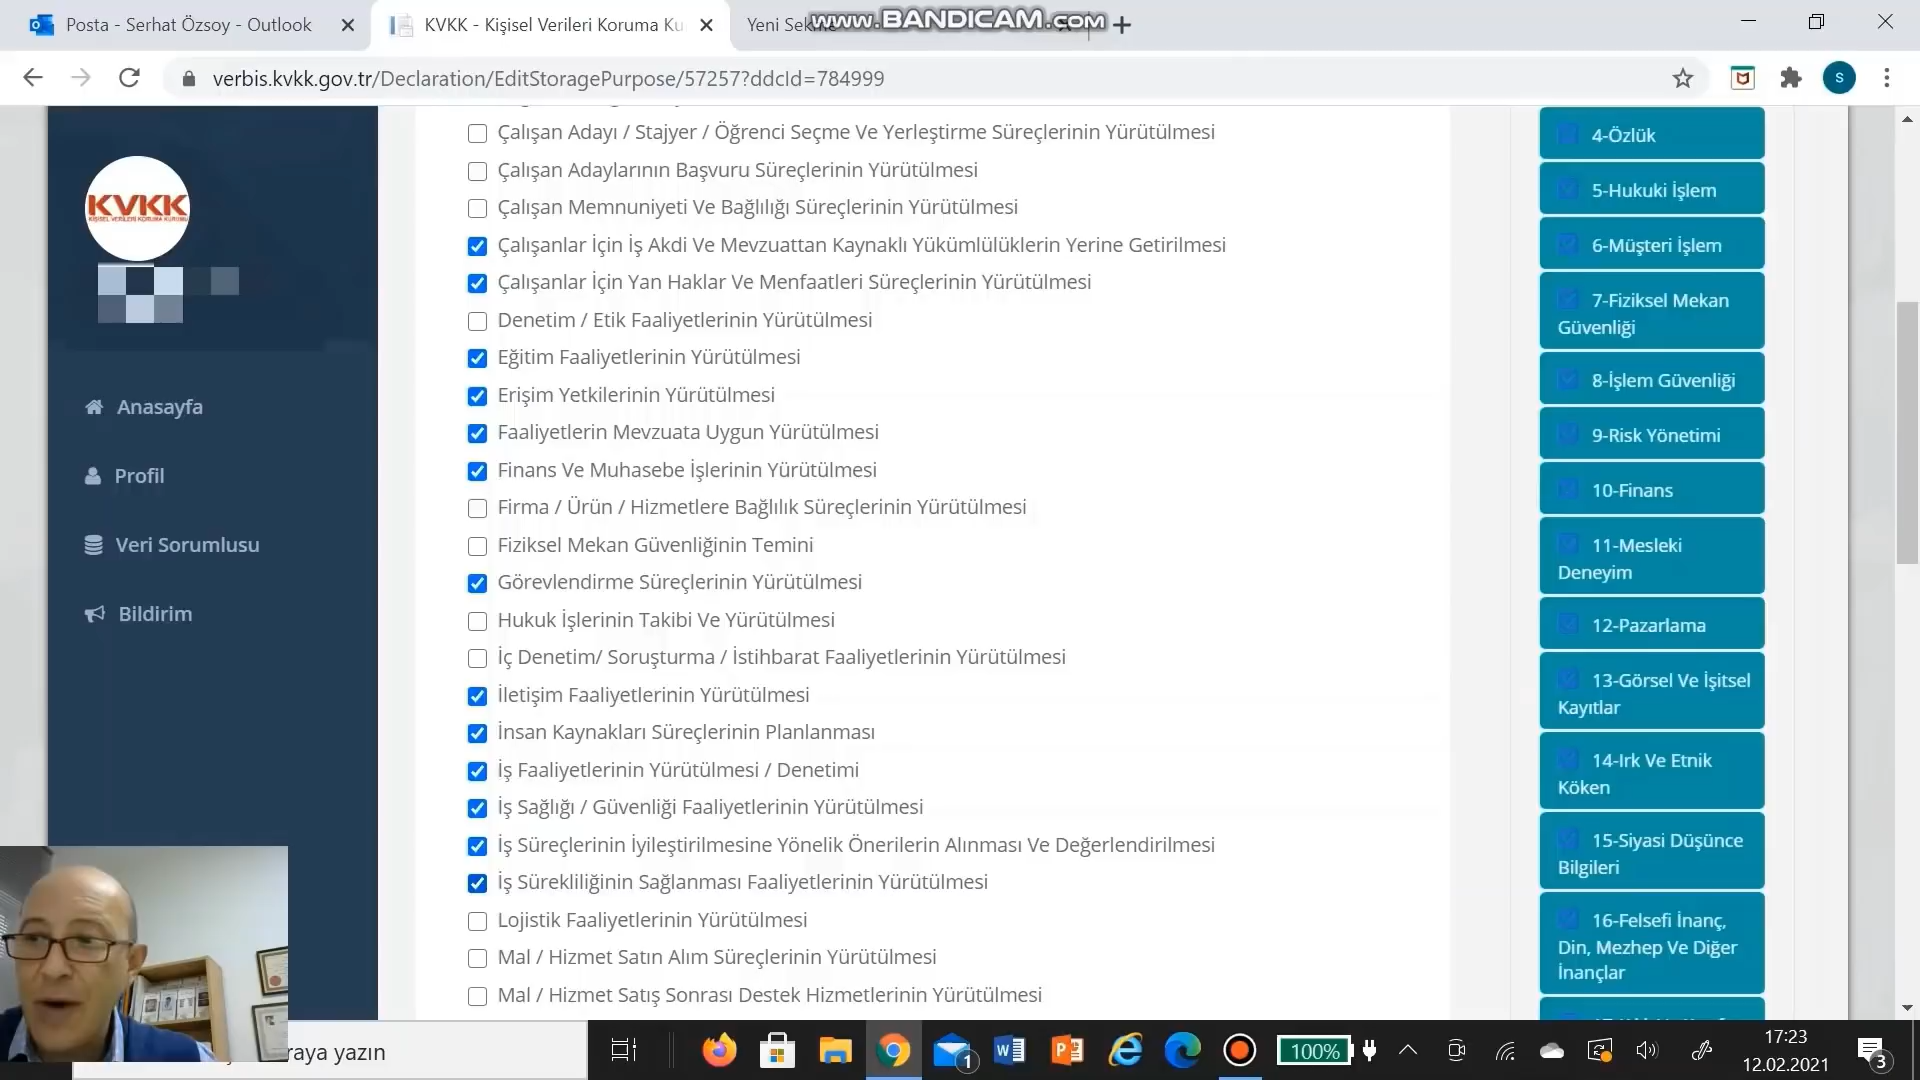 Posta - Serhat Özsoy - Outlook
KVKK - Kişisel Verileri Koruma Ku
Yeni Sekme
www.BANDICAM.com
verbis.kvkk.gov.tr/Declaration/EditStoragePurpose/57257?ddcId=784999
S
KVKK
KİŞİSEL VERİLERİ KORUMA KURUMU
Anasayfa
Profil
Veri Sorumlusu
Bildirim
Çalışan Adayı / Stajyer / Öğrenci Seçme Ve Yerleştirme Süreçlerinin Yürütülmesi
Çalışan Adaylarının Başvuru Süreçlerinin Yürütülmesi
Çalışan Memnuniyeti Ve Bağlılığı Süreçlerinin Yürütülmesi
Çalışanlar İçin İş Akdi Ve Mevzuattan Kaynaklı Yükümlülüklerin Yerine Getirilmesi
Çalışanlar İçin Yan Haklar Ve Menfaatleri Süreçlerinin Yürütülmesi
Denetim / Etik Faaliyetlerinin Yürütülmesi
Eğitim Faaliyetlerinin Yürütülmesi
Erişim Yetkilerinin Yürütülmesi
Faaliyetlerin Mevzuata Uygun Yürütülmesi
Finans Ve Muhasebe İşlerinin Yürütülmesi
Firma / Ürün / Hizmetlere Bağlılık Süreçlerinin Yürütülmesi
Fiziksel Mekan Güvenliğinin Temini
Görevlendirme Süreçlerinin Yürütülmesi
Hukuk İşlerinin Takibi Ve Yürütülmesi
İç Denetim/ Soruşturma / İstihbarat Faaliyetlerinin Yürütülmesi
İletişim Faaliyetlerinin Yürütülmesi
İnsan Kaynakları Süreçlerinin Planlanması
İş Faaliyetlerinin Yürütülmesi / Denetimi
İş Sağlığı / Güvenliği Faaliyetlerinin Yürütülmesi
İş Süreçlerinin İyileştirilmesine Yönelik Önerilerin Alınması Ve Değerlendirilmesi
İş Sürekliliğinin Sağlanması Faaliyetlerinin Yürütülmesi
Lojistik Faaliyetlerinin Yürütülmesi
Mal / Hizmet Satın Alım Süreçlerinin Yürütülmesi
Mal / Hizmet Satış Sonrası Destek Hizmetlerinin Yürütülmesi
4-Özlük
5-Hukuki İşlem
6-Müşteri İşlem
7-Fiziksel Mekan
Güvenliği
8-İşlem Güvenliği
9-Risk Yönetimi
10-Finans
11-Mesleki
Deneyim
12-Pazarlama
13-Görsel Ve İşitsel
Kayıtlar
14-Irk Ve Etnik
Köken
15-Siyasi Düşünce
Bilgileri
16-Felsefi İnanç,
Din, Mezhep Ve Diğer
İnançlar
raya yazın
1
100%
17:23
12.02.2021
3